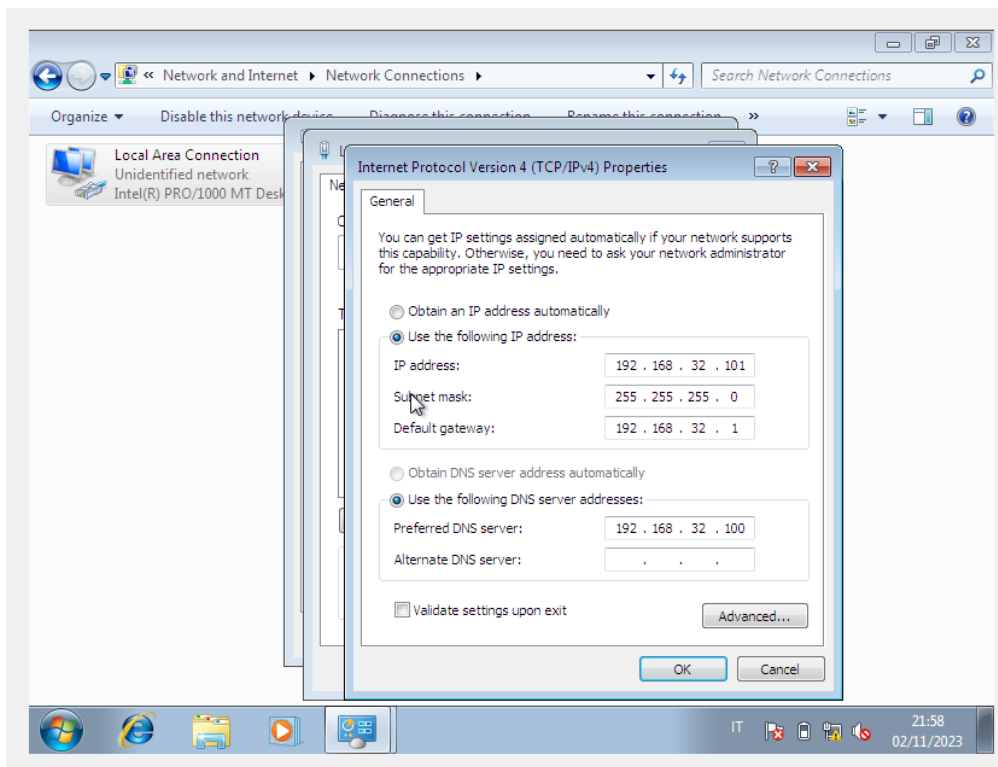 « Network and Internet ▸ Network Connections ▸
Search Network Connections
Organize ▾ Disable this network device Diagnose this connection Rename this connection »
Local Area Connection
Unidentified network
Intel(R) PRO/1000 MT Desk
Internet Protocol Version 4 (TCP/IPv4) Properties
General
You can get IP settings assigned automatically if your network supports
this capability. Otherwise, you need to ask your network administrator
for the appropriate IP settings.
Obtain an IP address automatically
Use the following IP address:
IP address: 192 . 168 . 32 . 101
Subnet mask: 255 . 255 . 255 . 0
Default gateway: 192 . 168 . 32 . 1
Obtain DNS server address automatically
Use the following DNS server addresses:
Preferred DNS server: 192 . 168 . 32 . 100
Alternate DNS server: . . .
Validate settings upon exit
Advanced...
OK Cancel
IT
21:58
02/11/2023